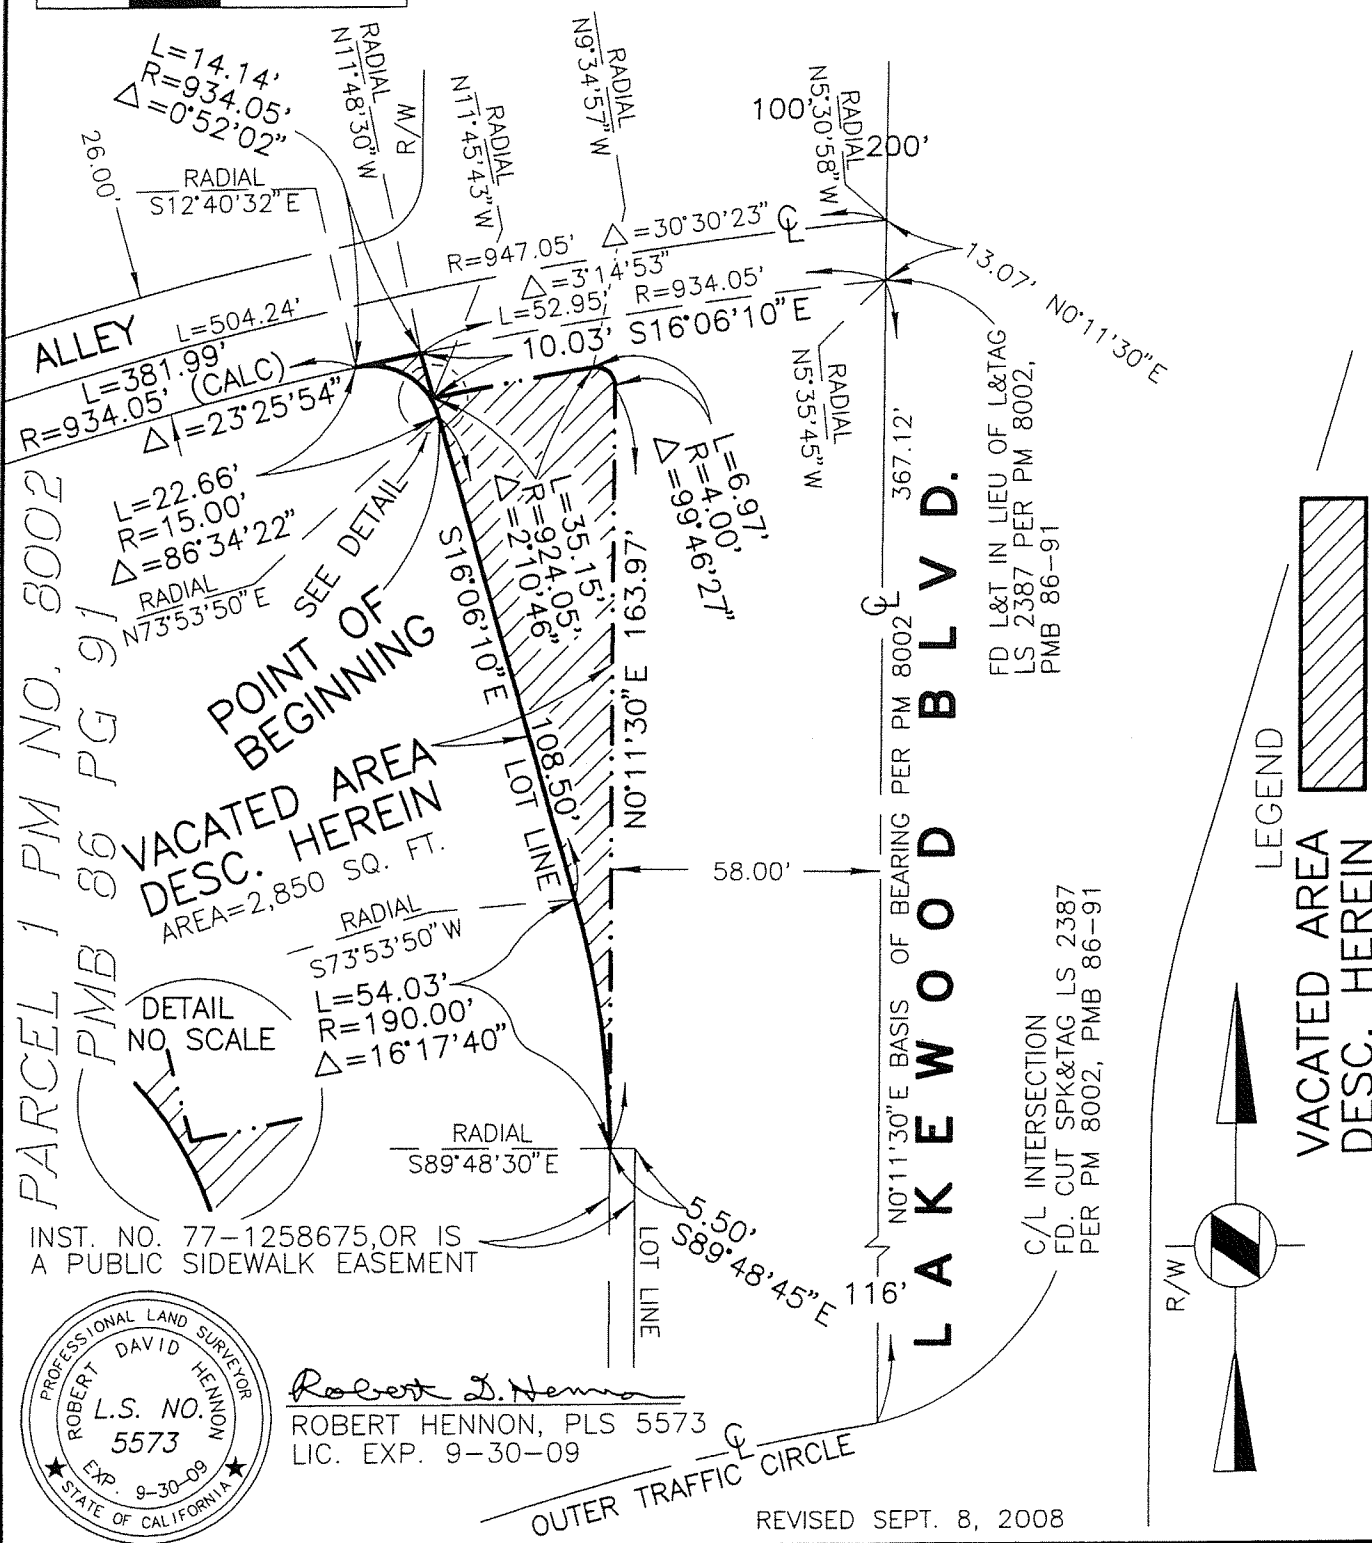 L=14.14'
R=934.05'
△=0°52'02"
RADIAL
N11°48'30"W
R/W
RADIAL
N11°45'43"W
RADIAL
N9°34'57"W
RADIAL
N5°30'58"W
100'
200'
26.00'
RADIAL
S12°40'32"E
R=947.05'
△=30°30'23"
℄
△=3°14'53"
L=52.95'
R=934.05'
10.03' S16°06'10"E
13.07' N0°11'30"E
ALLEY
L=504.24'
L=381.99'
R=934.05' (CALC)
△=23°25'54"
RADIAL
N5°35'45"W
FD L&T IN LIEU OF L&TAG
LS 2387 PER PM 8002,
PMB 86-91
L=22.66'
R=15.00'
△=86°34'22"
RADIAL
N73°53'50"E
SEE DETAIL
L=35.15'
R=924.05'
△=2°10'46"
L=6.97'
R=4.00'
△=99°46'27"
367.12'
PARCEL 1 PM NO. 8002
PMB 86 PG 91
POINT OF
BEGINNING
S16°06'10"E
108.50'
LOT LINE
N0°11'30"E 163.97'
VACATED AREA
DESC. HEREIN
AREA=2,850 SQ. FT.
58.00'
℄
N0°11'30"E BASIS OF BEARING PER PM 8002
LAKEWOOD BLVD.
RADIAL
S73°53'50"W
L=54.03'
R=190.00'
△=16°17'40"
DETAIL
NO SCALE
RADIAL
S89°48'30"E
5.50'
S89°48'45"E
LOT LINE
116'
INST. NO. 77-1258675,OR IS
A PUBLIC SIDEWALK EASEMENT
C/L INTERSECTION
FD. CUT SPK&TAG LS 2387
PER PM 8002, PMB 86-91
LEGEND
VACATED AREA
DESC. HEREIN
R/W
PROFESSIONAL LAND SURVEYOR
ROBERT DAVID HENNON
L.S. NO.
5573
EXP. 9-30-09
STATE OF CALIFORNIA
Robert D. Hennon
ROBERT HENNON, PLS 5573
LIC. EXP. 9-30-09
℄
OUTER TRAFFIC CIRCLE
REVISED SEPT. 8, 2008